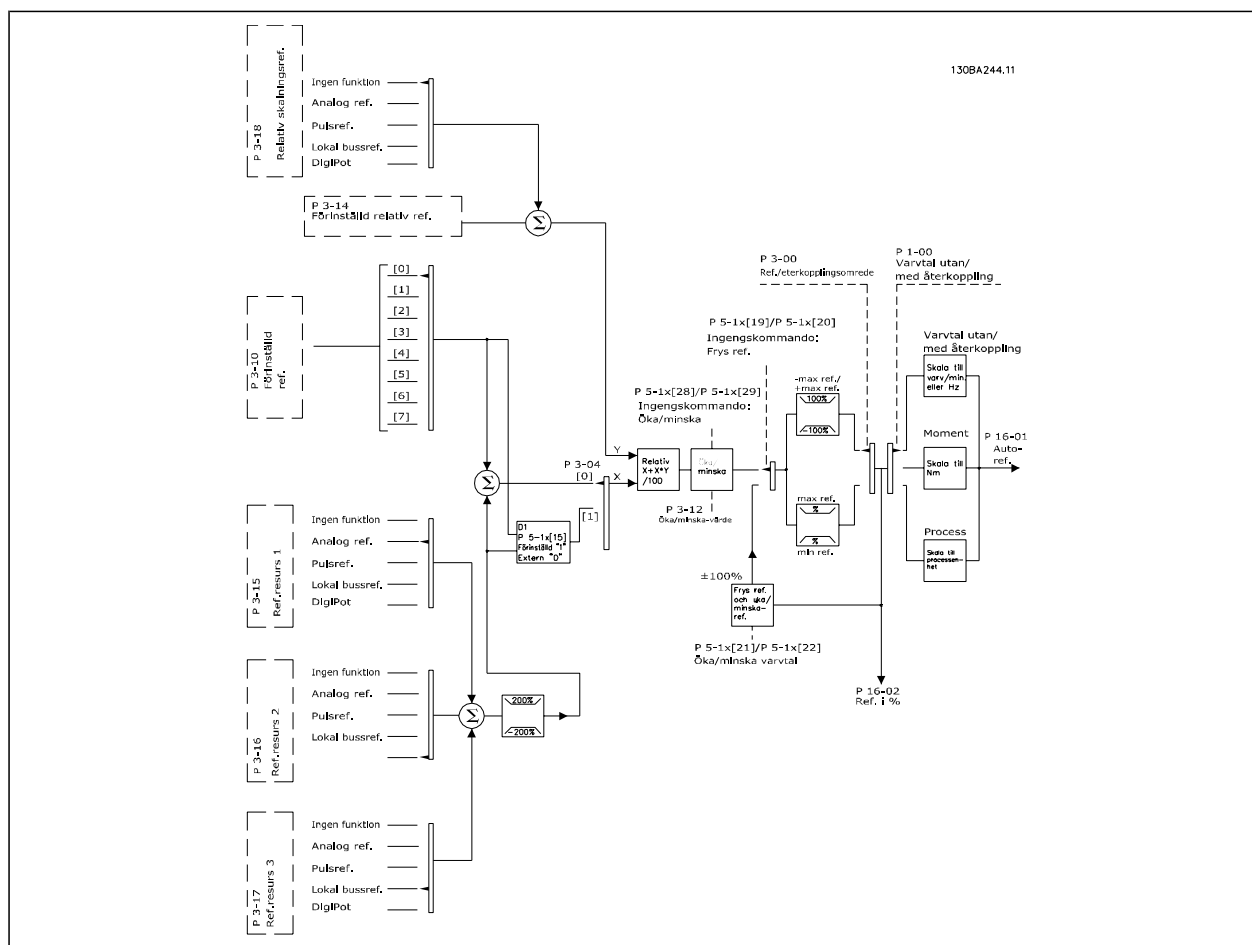 130BA244.11
P 3-18
Relativ skalningsref.
Ingen funktion
Analog ref.
Pulsref.
Lokal bussref.
DigiPot
P 3-14
Förinställd relativ ref.
P 3-10
Förinställd
ref.
[0]
[1]
[2]
[3]
[4]
[5]
[6]
[7]
P 3-15
Ref.resurs 1
Ingen funktion
Analog ref.
Pulsref.
Lokal bussref.
DigiPot
P 3-16
Ref.resurs 2
Ingen funktion
Analog ref.
Pulsref.
Lokal bussref.
P 3-17
Ref.resurs 3
Ingen funktion
Analog ref.
Pulsref.
Lokal bussref.
DigiPot
Σ
Σ
Σ
200%
-200%
P 3-04
[0]
[1]
D1
P 5-1x[15]
Förinställd "1"
Extern "0"
Y
X
Relativ
X+X*Y
/100
P 5-1x[28]/P 5-1x[29]
Ingengskommando:
Öka/minska
Öka/
minska
P 3-12
Öka/minska-värde
P 5-1x[19]/P 5-1x[20]
Ingengskommando:
Frys ref.
±100%
Frys ref.
och uka/
minska-
ref.
P 5-1x[21]/P 5-1x[22]
Öka/minska varvtal
-max ref./
+max ref.
100%
-100%
max ref.
%
%
min ref.
P 3-00
Ref./eterkopplingsomrede
P 1-00
Varvtal utan/
med återkoppling
Varvtal utan/
med återkoppling
Skala till
varv/min.
eller Hz
Moment
Skala till
Nm
Process
Skala till
processen-
het
P 16-01
Auto-
ref.
P 16-02
Ref. i %